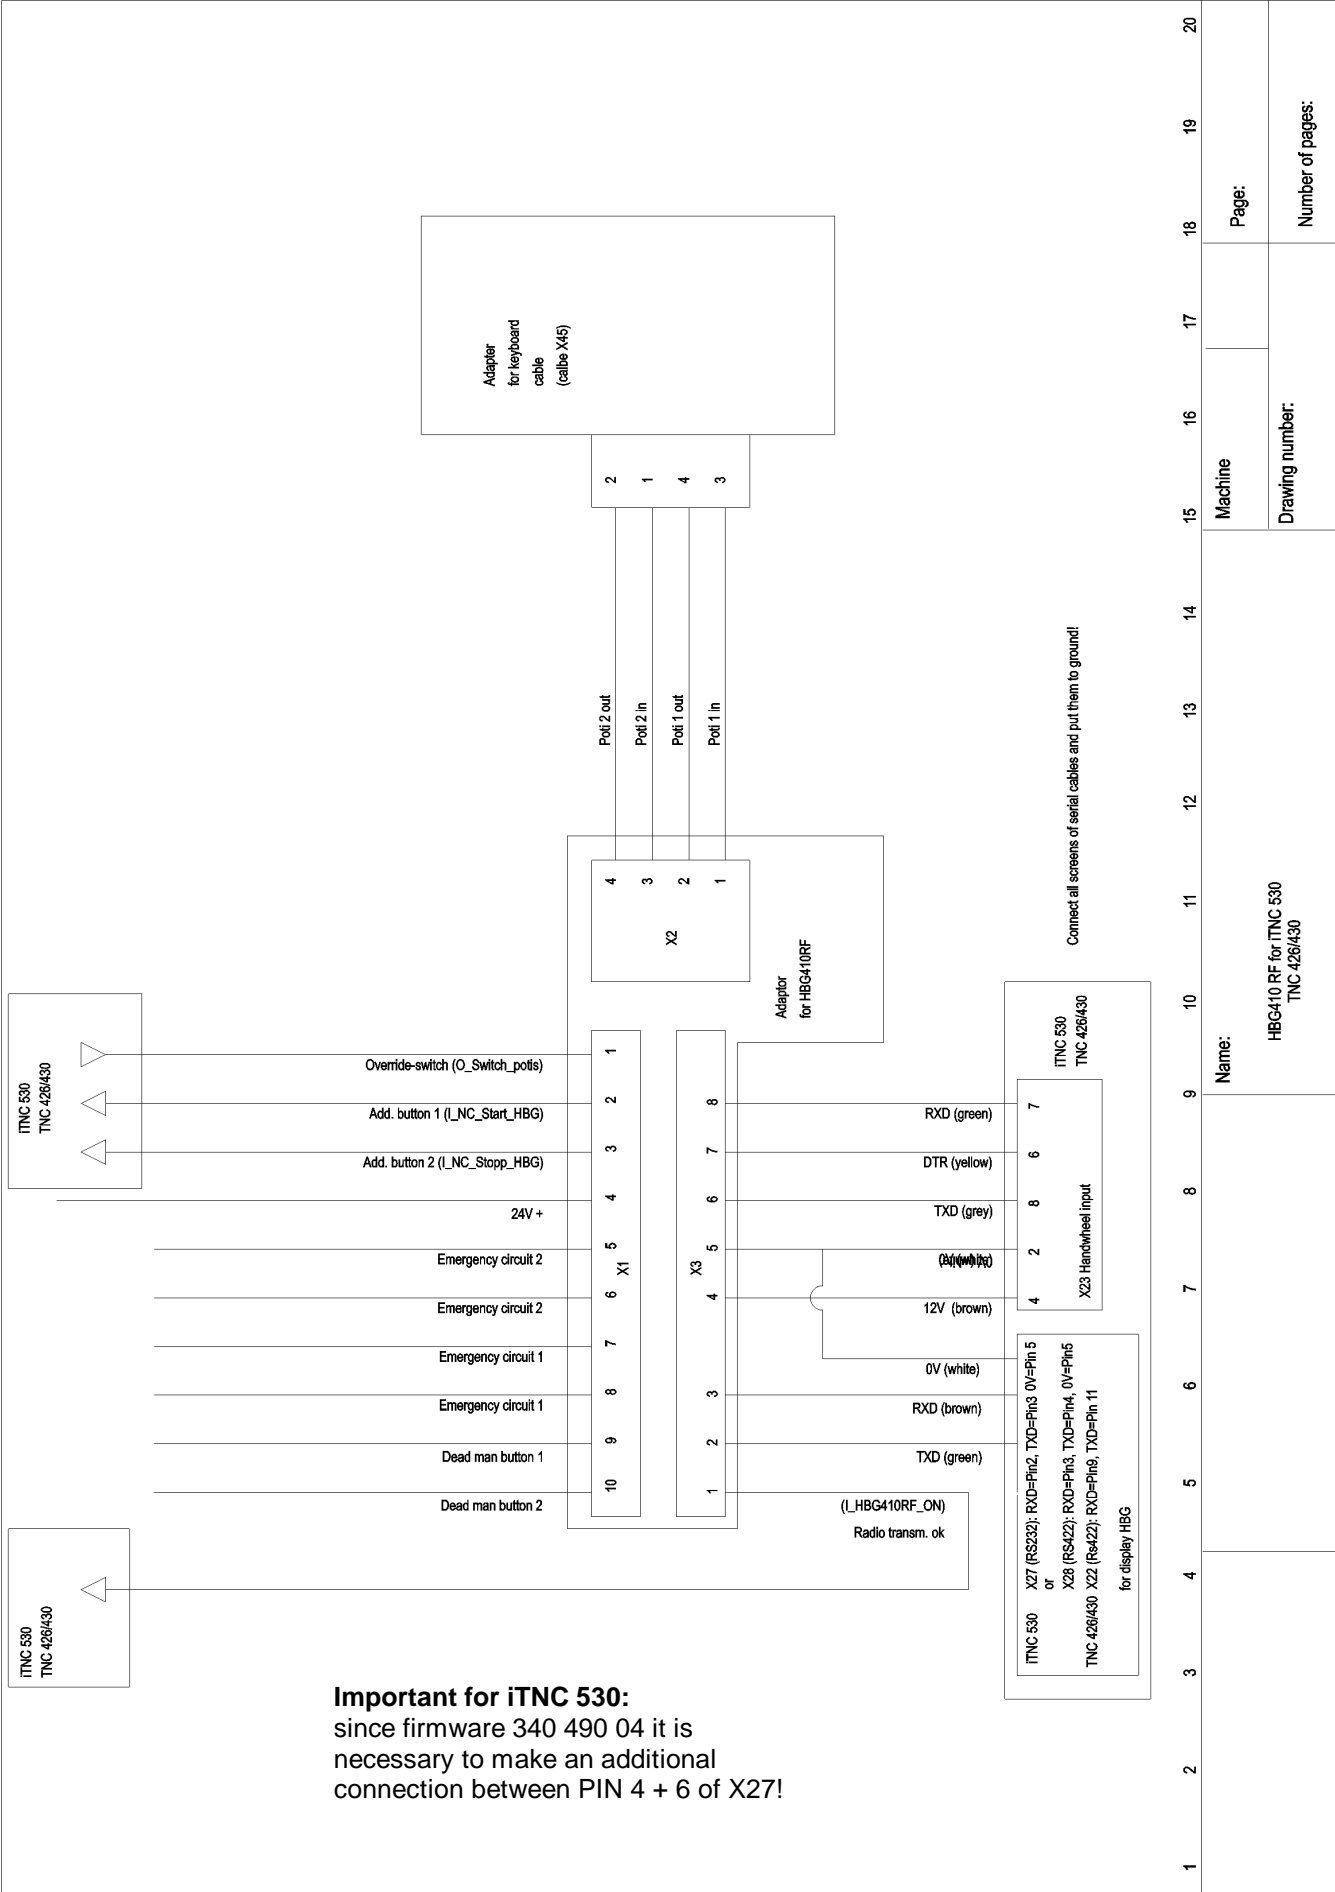 iTNC 530
TNC 426/430
iTNC 530
TNC 426/430
Override-switch (O_Switch_potis)
Add. button 1 (I_NC_Start_HBG)
Add. button 2 (I_NC_Stopp_HBG)
24V +
Emergency circuit 2
Emergency circuit 2
Emergency circuit 1
Emergency circuit 1
Dead man button 1
Dead man button 2
1
2
3
4
5
6
7
8
9
10
X1
X3
8
7
6
5
4
3
2
1
X2
4
3
2
1
Adaptor
for HBG410RF
Poti 2 out
Poti 2 in
Poti 1 out
Poti 1 in
2
1
4
3
Adapter
for keyboard
cable
(calbe X45)
RXD (green)
DTR (yellow)
TXD (grey)
12V (brown)
0V (white)
RXD (brown)
TXD (green)
(I_HBG410RF_ON)
Radio transm. ok
7
6
8
2
4
X23 Handwheel input
iTNC 530
TNC 426/430
iTNC 530 X27 (RS232): RXD=Pin2, TXD=Pin3 0V=Pin 5
or
X28 (RS422): RXD=Pin3, TXD=Pin4, 0V=Pin5
TNC 426/430 X22 (Rs422): RXD=Pin9, TXD=Pin 11
for display HBG
Connect all screens of serial cables and put them to ground!
Important for iTNC 530:
since firmware 340 490 04 it is
necessary to make an additional
connection between PIN 4 + 6 of X27!
1
2
3
4
5
6
7
8
9
10
11
12
13
14
15
16
17
18
19
20
Name:
HBG410 RF for iTNC 530
TNC 426/430
Machine
Drawing number:
Page:
Number of pages: